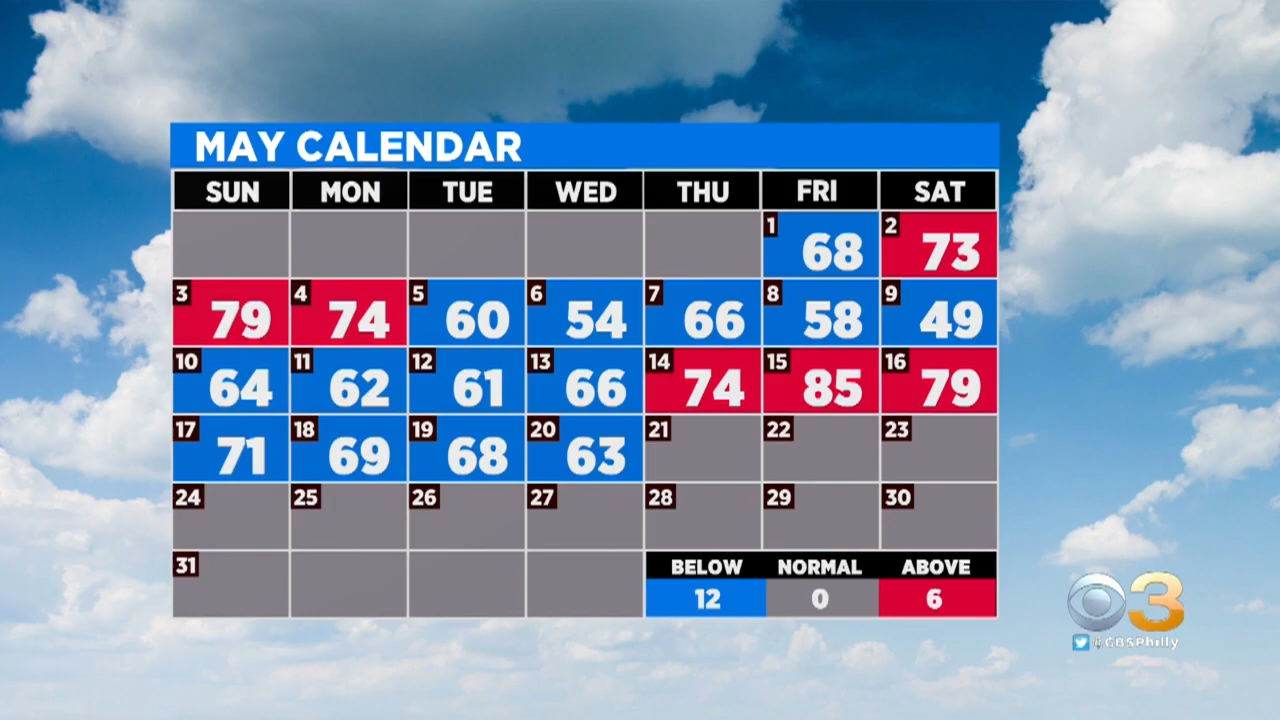 MAY CALENDAR
SUN MON TUE WED THU FRI SAT
1 68 2 73
3 79 4 74 5 60 6 54 7 66 8 58 9 49
10 64 11 62 12 61 13 66 14 74 15 85 16 79
17 71 18 69 19 68 20 63 21 22 23
24 25 26 27 28 29 30
31
BELOW NORMAL ABOVE
12 0 6
3
@CBSPhilly